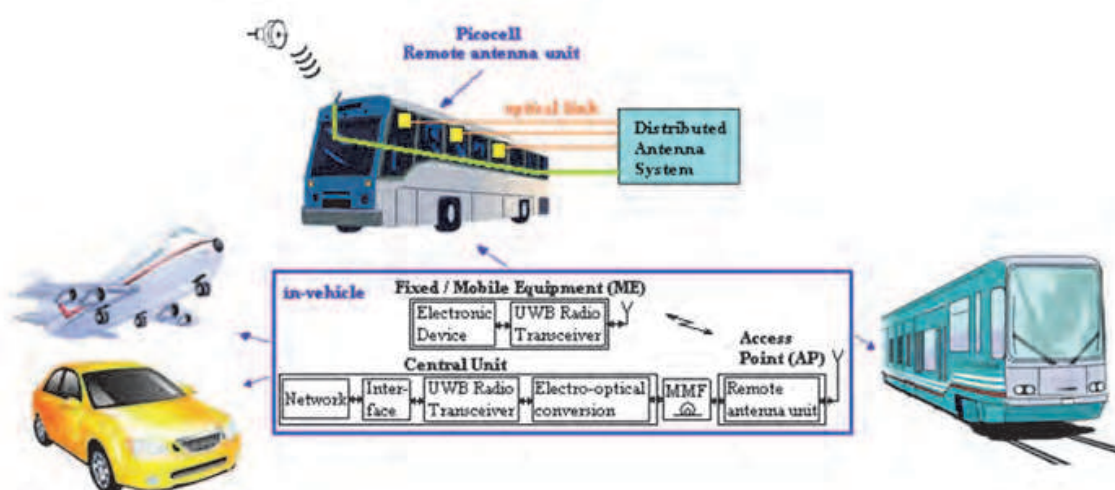 Picocell
Remote antenna unit
optical link
Distributed
Antenna
System
in-vehicle
Fixed / Mobile Equipment (ME)
Electronic
Device
UWB Radio
Transceiver
Access
Point (AP)
Central Unit
Network
Inter-
face
UWB Radio
Transceiver
Electro-optical
conversion
MMF
Remote
antenna unit